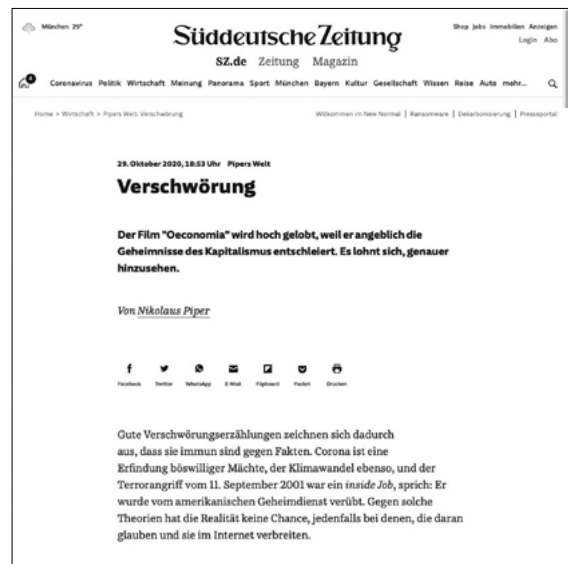 München 29°
Süddeutsche Zeitung
Shop Jobs Immobilien Anzeigen
Login Abo
SZ.de Zeitung Magazin
4
Coronavirus Politik Wirtschaft Meinung Panorama Sport München Bayern Kultur Gesellschaft Wissen Reise Auto mehr...
Home > Wirtschaft > Pipers Welt: Verschwörung
Willkommen im New Normal | Ransomware | Dekarbonisierung | Presseportal
29. Oktober 2020, 18:53 Uhr Pipers Welt
Verschwörung
Der Film "Oeconomia" wird hoch gelobt, weil er angeblich die
Geheimnisse des Kapitalismus entschleiert. Es lohnt sich, genauer
hinzusehen.
Von Nikolaus Piper
Facebook Twitter WhatsApp E-Mail Flipboard Pocket Drucken
Gute Verschwörungserzählungen zeichnen sich dadurch
aus, dass sie immun sind gegen Fakten. Corona ist eine
Erfindung böswilliger Mächte, der Klimawandel ebenso, und der
Terrorangriff vom 11. September 2001 war ein inside Job, sprich: Er
wurde vom amerikanischen Geheimdienst verübt. Gegen solche
Theorien hat die Realität keine Chance, jedenfalls bei denen, die daran
glauben und sie im Internet verbreiten.